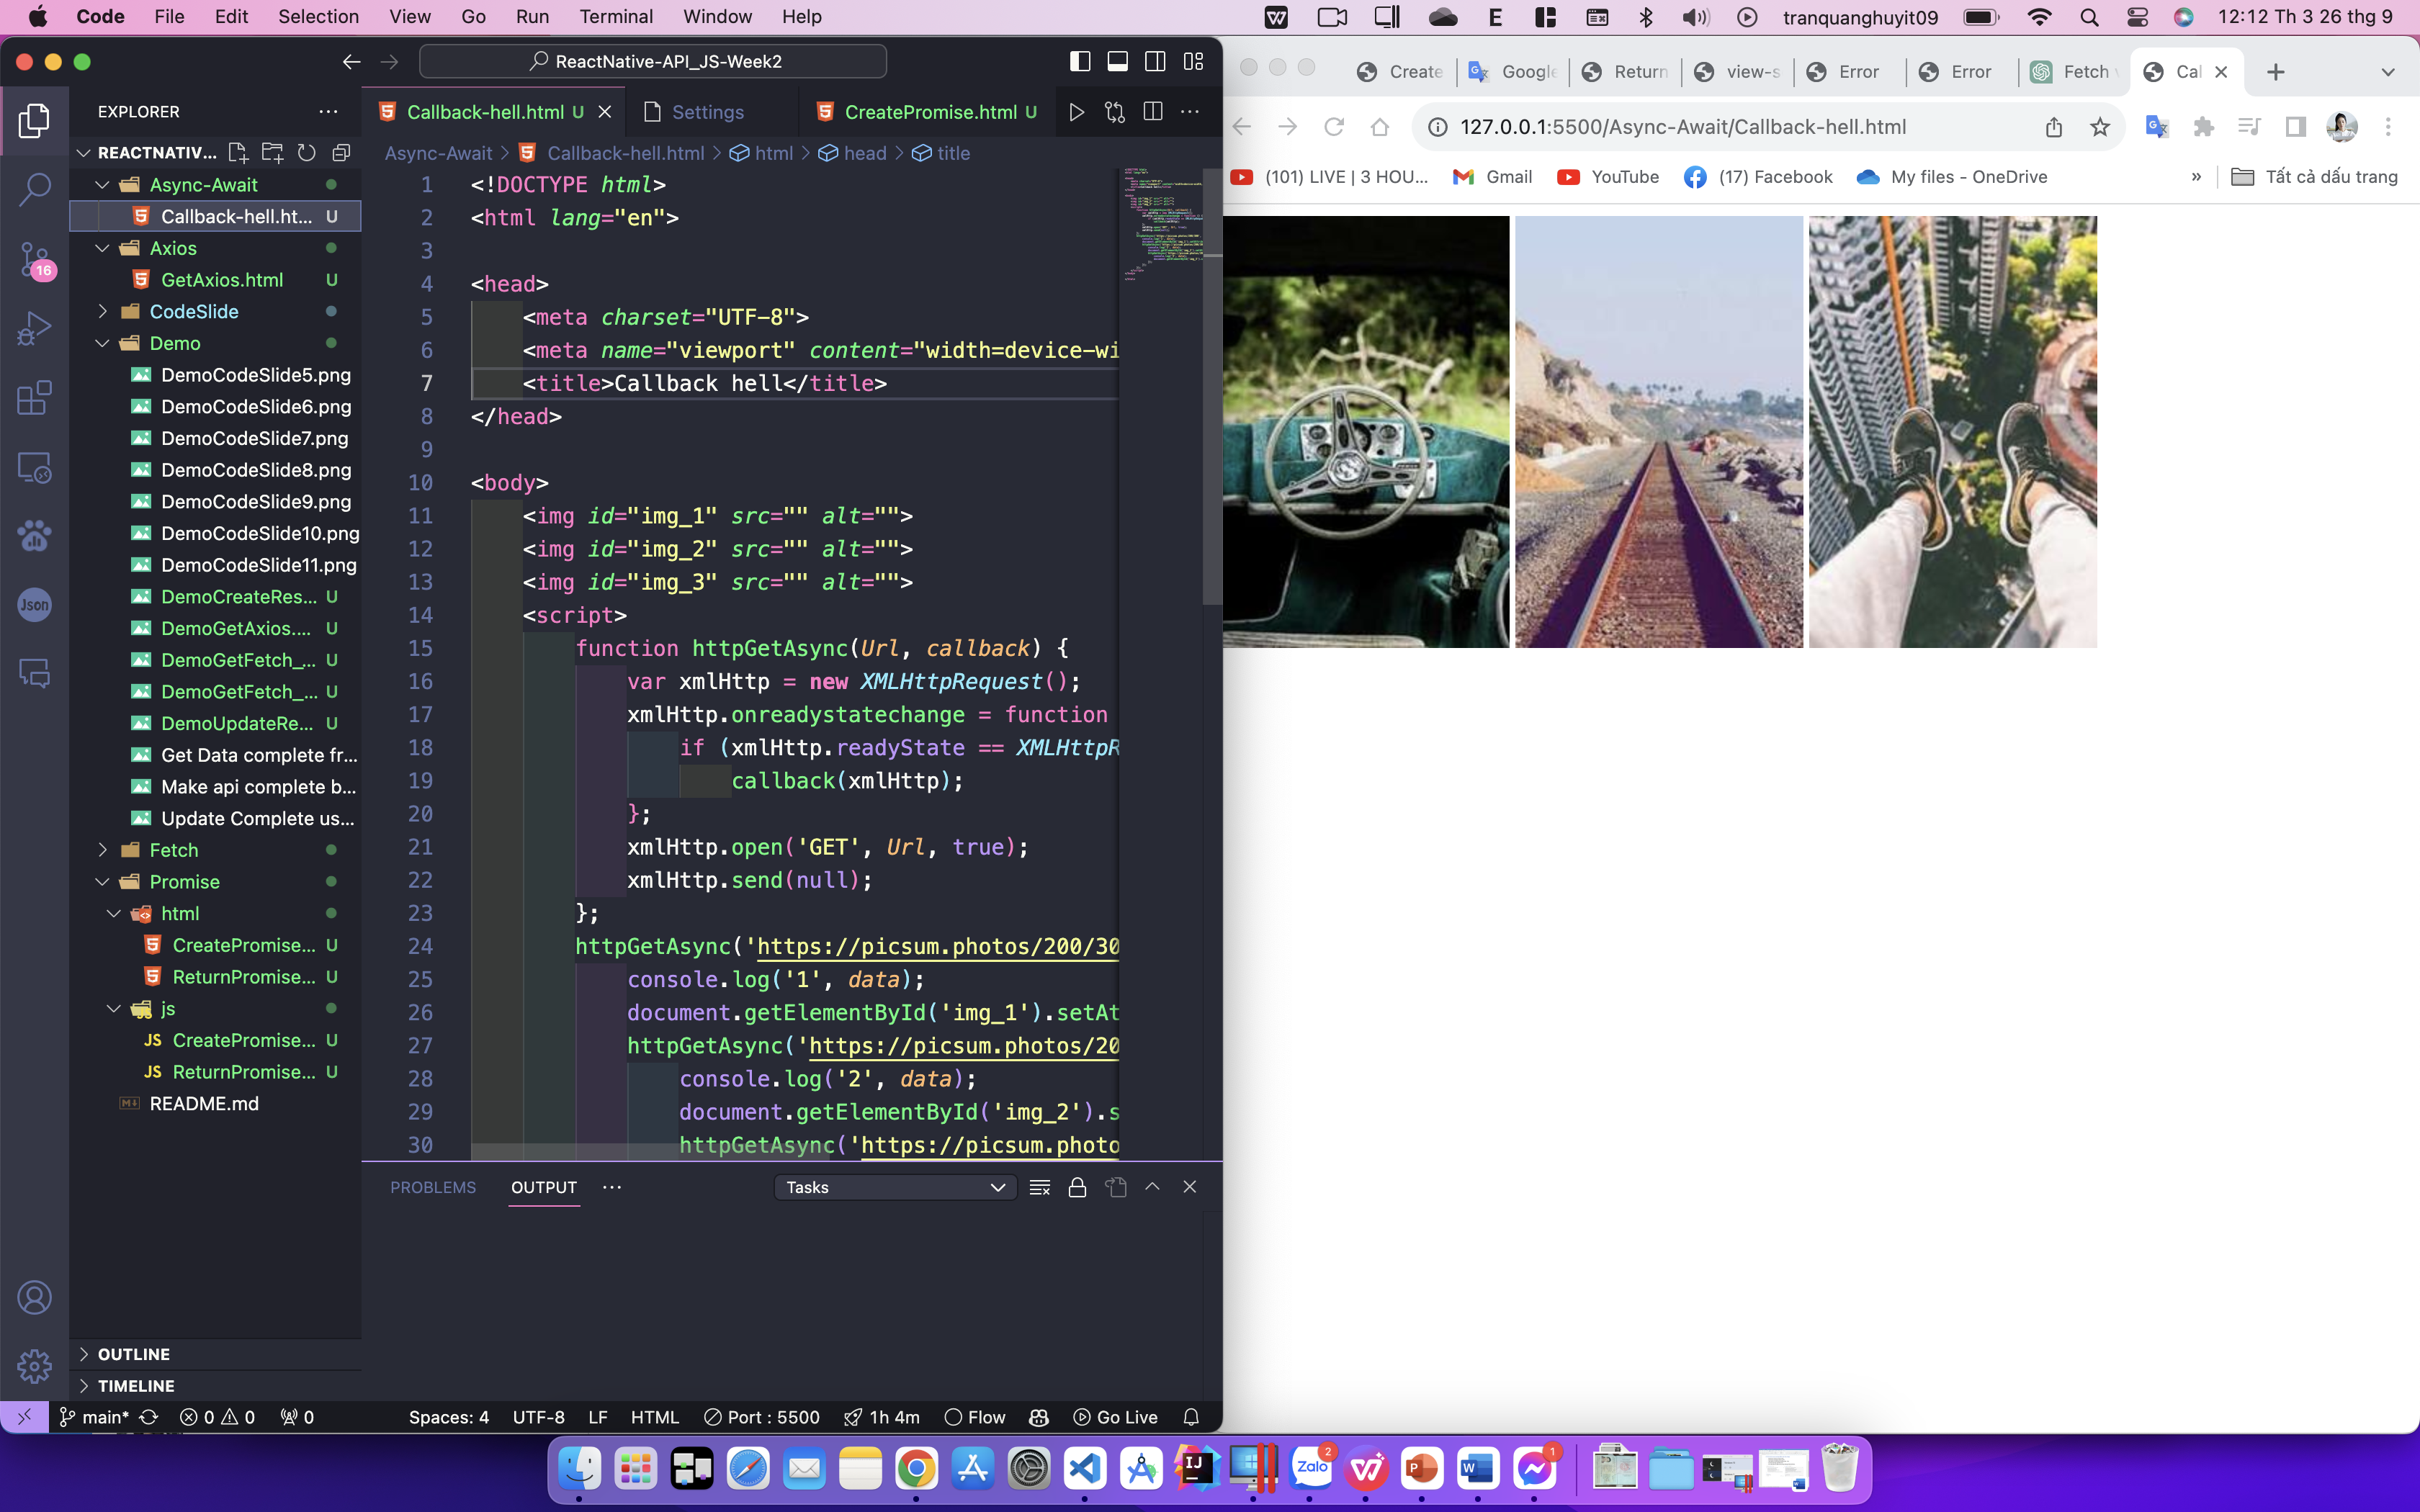 Code File Edit Selection View Go Run Terminal Window Help
tranquanghuyit09 12:12 Th 3 26 thg 9
ReactNative-API_JS-Week2
EXPLORER
REACTNATIV...
Async-Await
Callback-hell.ht... U
Axios
GetAxios.html U
CodeSlide
Demo
DemoCodeSlide5.png
DemoCodeSlide6.png
DemoCodeSlide7.png
DemoCodeSlide8.png
DemoCodeSlide9.png
DemoCodeSlide10.png
DemoCodeSlide11.png
DemoCreateRes... U
DemoGetAxios.... U
DemoGetFetch_... U
DemoGetFetch_... U
DemoUpdateRe... U
Get Data complete fr...
Make api complete b...
Update Complete us...
Fetch
Promise
html
CreatePromise... U
ReturnPromise... U
js
JS CreatePromise... U
JS ReturnPromise... U
README.md
OUTLINE
TIMELINE
16
Json
Callback-hell.html U
Settings
CreatePromise.html U
Async-Await > Callback-hell.html > html > head > title
1 <!DOCTYPE html>
2 <html lang="en">
3
4 <head>
5 <meta charset="UTF-8">
6 <meta name="viewport" content="width=device-wi
7 <title>Callback hell</title>
8 </head>
9
10 <body>
11 <img id="img_1" src="" alt="">
12 <img id="img_2" src="" alt="">
13 <img id="img_3" src="" alt="">
14 <script>
15 function httpGetAsync(Url, callback) {
16 var xmlHttp = new XMLHttpRequest();
17 xmlHttp.onreadystatechange = function
18 if (xmlHttp.readyState == XMLHttpR
19 callback(xmlHttp);
20 };
21 xmlHttp.open('GET', Url, true);
22 xmlHttp.send(null);
23 };
24 httpGetAsync('https://picsum.photos/200/30
25 console.log('1', data);
26 document.getElementById('img_1').setAt
27 httpGetAsync('https://picsum.photos/20
28 console.log('2', data);
29 document.getElementById('img_2').s
30 httpGetAsync('https://picsum.photo
PROBLEMS OUTPUT ... Tasks
main* 0 0 0 Spaces: 4 UTF-8 LF HTML Port : 5500 1h 4m Flow Go Live
Create Google Return view-s Error Error Fetch Cal
127.0.0.1:5500/Async-Await/Callback-hell.html
(101) LIVE | 3 HOU... Gmail YouTube (17) Facebook My files - OneDrive » Tất cả dấu trang
IJ Zalo 2 P W 1